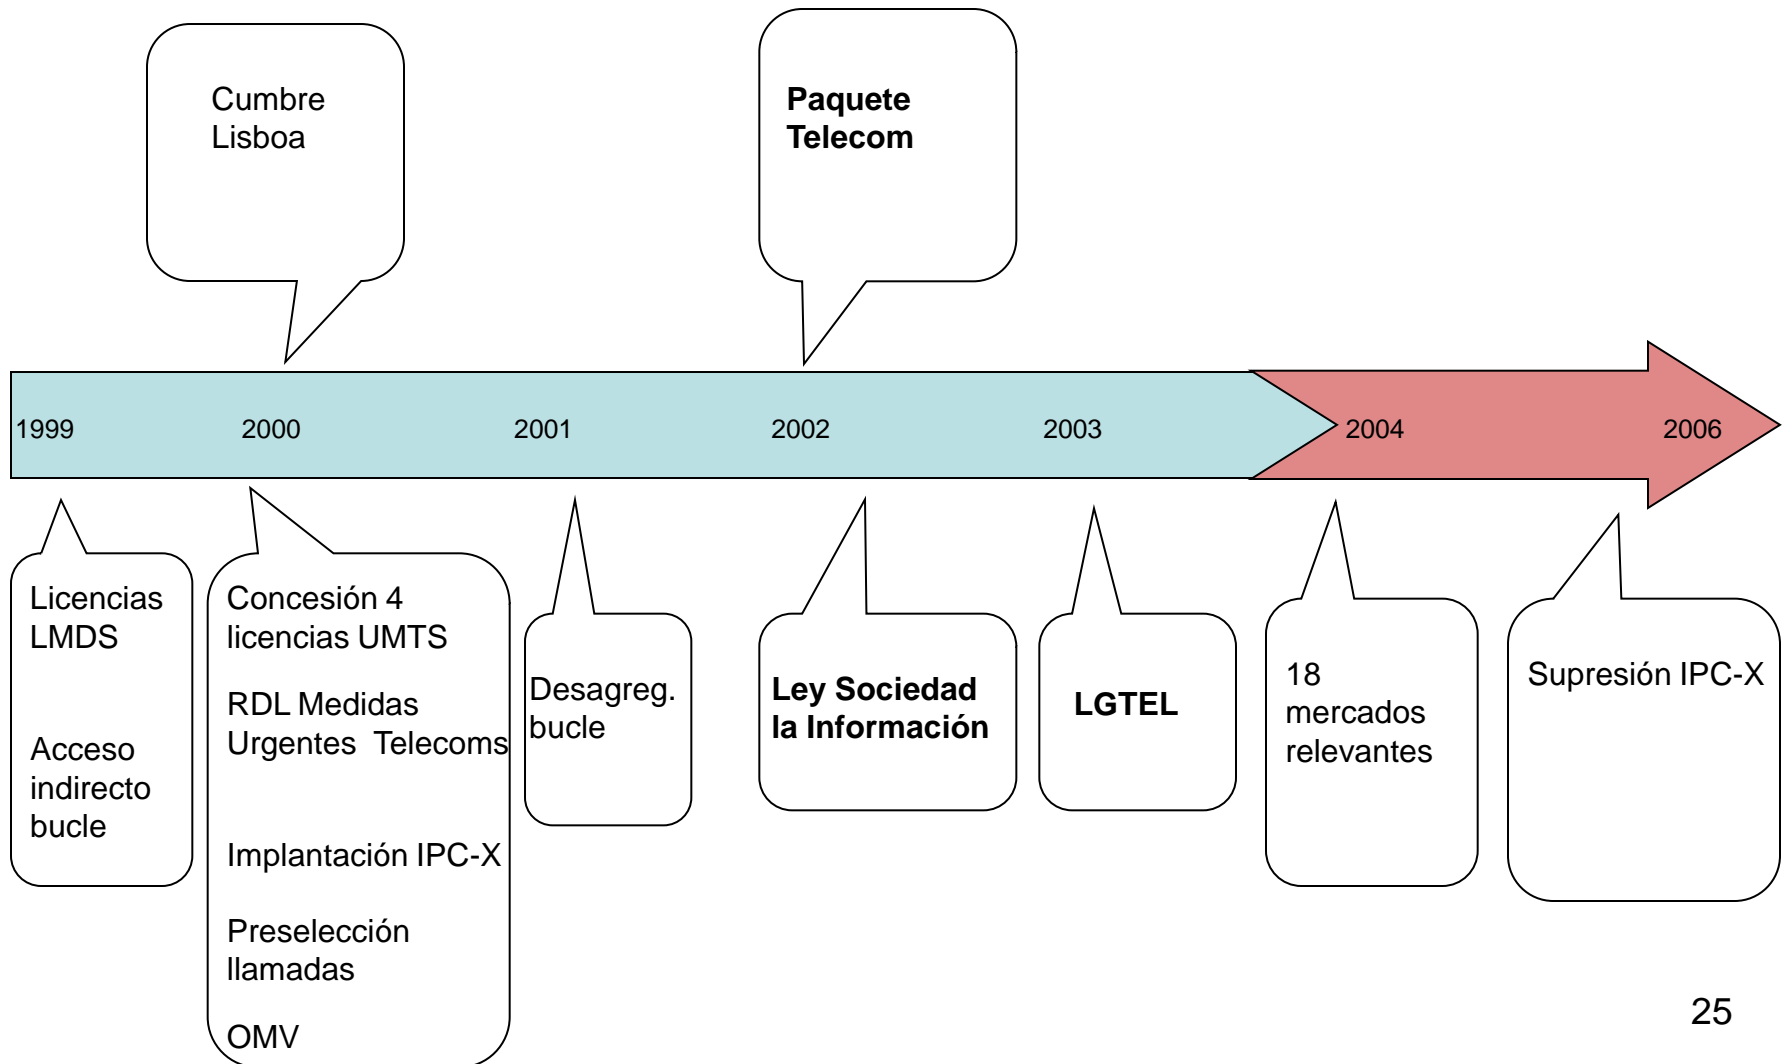 Cumbre
Lisboa
Paquete
Telecom
1999
2000
2001
2002
2003
2004
2006
Licencias
LMDS
Acceso
indirecto
bucle
Concesión 4
licencias UMTS
RDL Medidas
Urgentes Telecoms
Implantación IPC-X
Preselección
llamadas
OMV
Desagreg.
bucle
Ley Sociedad
la Información
LGTEL
18
mercados
relevantes
Supresión IPC-X
25